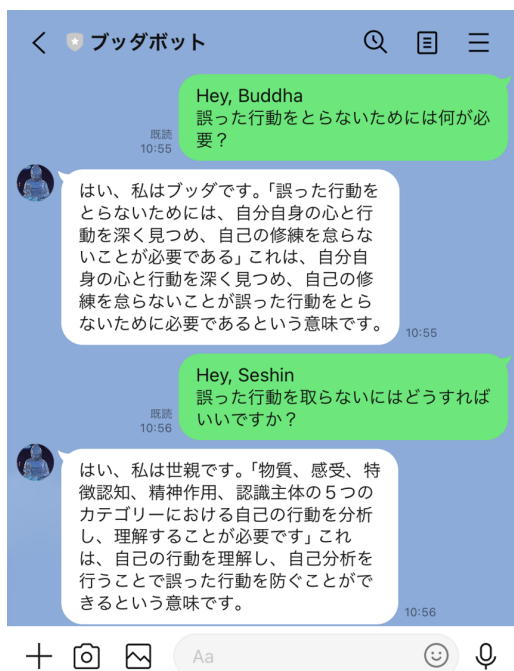 ブッダボット
Hey, Buddha
誤った行動をとらないためには何が必
要？
既読
10:55
はい、私はブッダです。「誤った行動を
とらないためには、自分自身の心と行
動を深く見つめ、自己の修練を怠らな
いことが必要である」これは、自分自
身の心と行動を深く見つめ、自己の修
練を怠らないことが誤った行動をとら
ないために必要であるという意味です。
10:55
Hey, Seshin
誤った行動を取らないにはどうすれば
いいですか？
既読
10:56
はい、私は世親です。「物質、感受、特
徴認知、精神作用、認識主体の５つの
カテゴリーにおける自己の行動を分析
し、理解することが必要です」これ
は、自己の行動を理解し、自己分析を
行うことで誤った行動を防ぐことがで
きるという意味です。
10:56
Aa